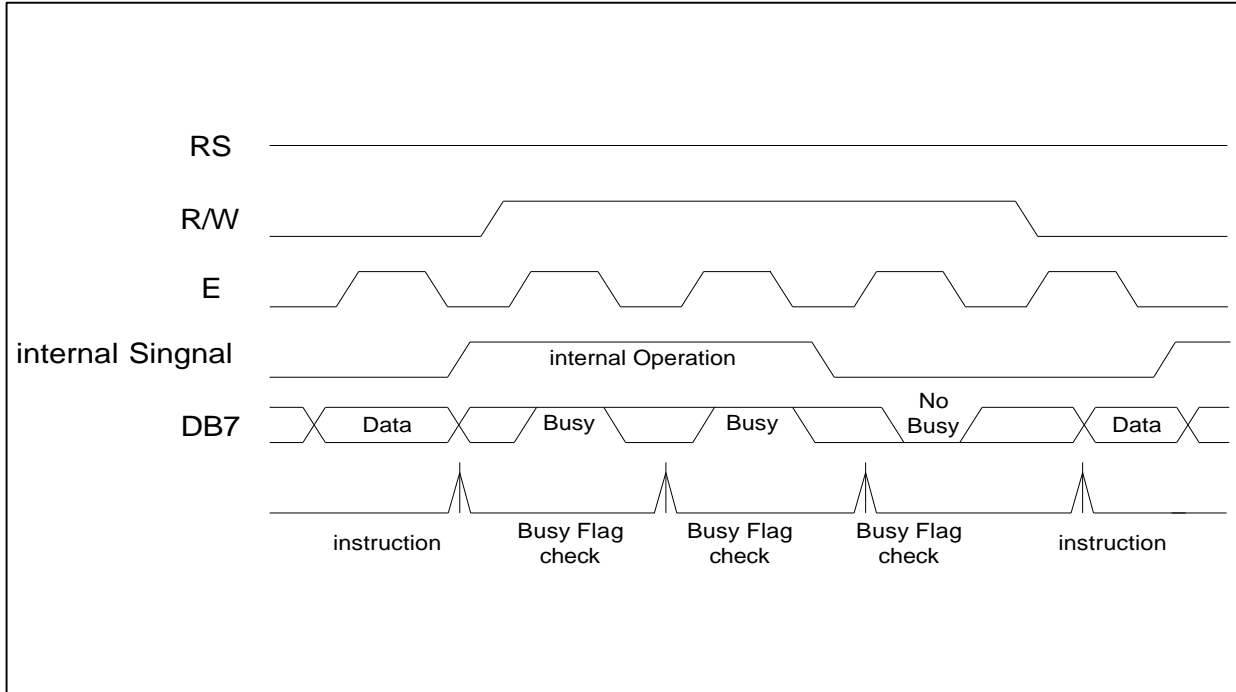 RS
R/W
E
internal Singnal
internal Operation
DB7
Data
Busy
Busy
No
Busy
Data
instruction
Busy Flag
check
Busy Flag
check
Busy Flag
check
instruction